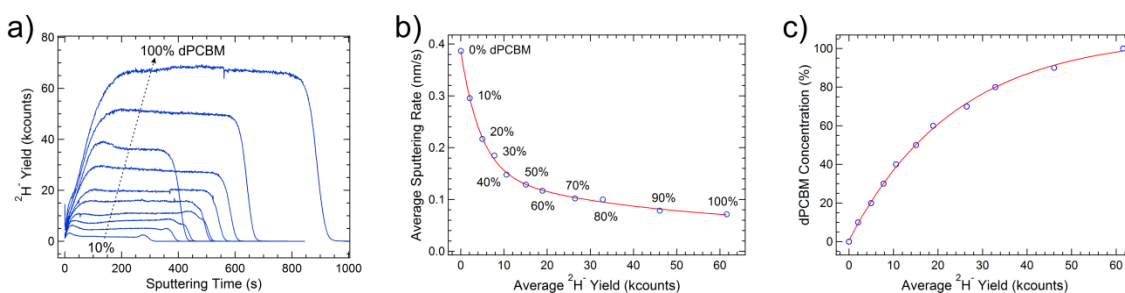 a)
80
60
40
20
0
²H⁻ Yield (kcounts)
100% dPCBM
10%
0 200 400 600 800 1000
Sputtering Time (s)
b)
0.4
0.3
0.2
0.1
0.0
Average Sputtering Rate (nm/s)
0% dPCBM
10%
20%
30%
40%
50%
60%
70%
80%
90%
100%
0 10 20 30 40 50 60
Average ²H⁻ Yield (kcounts)
c)
100
80
60
40
20
0
dPCBM Concentration (%)
0 10 20 30 40 50 60
Average ²H⁻ Yield (kcounts)